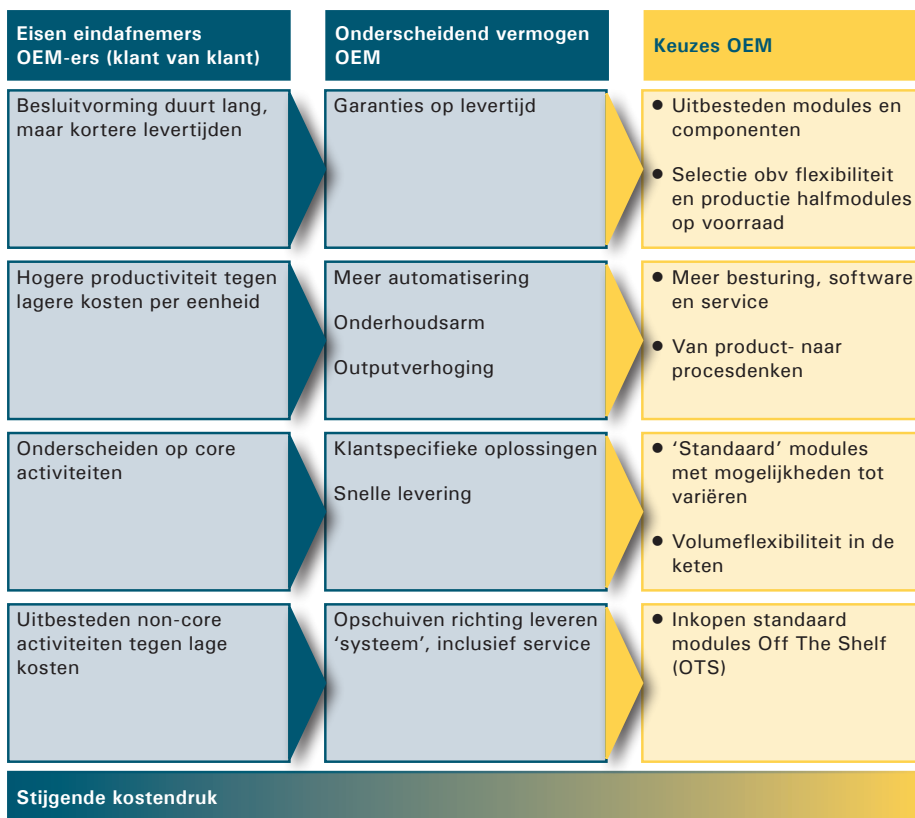 Eisen eindafnemers
OEM-ers (klant van klant)
Onderscheidend vermogen
OEM
Keuzes OEM
Besluitvorming duurt lang,
maar kortere levertijden
Garanties op levertijd
● Uitbesteden modules en
componenten
● Selectie obv flexibiliteit
en productie halfmodules
op voorraad
Hogere productiviteit tegen
lagere kosten per eenheid
Meer automatisering
Onderhoudsarm
Outputverhoging
● Meer besturing, software
en service
● Van product- naar
procesdenken
Onderscheiden op core
activiteiten
Klantspecifieke oplossingen
Snelle levering
● ‘Standaard’ modules
met mogelijkheden tot
variëren
● Volumeflexibiliteit in de
keten
Uitbesteden non-core
activiteiten tegen lage
kosten
Opschuiven richting leveren
‘systeem’, inclusief service
● Inkopen standaard
modules Off The Shelf
(OTS)
Stijgende kostendruk